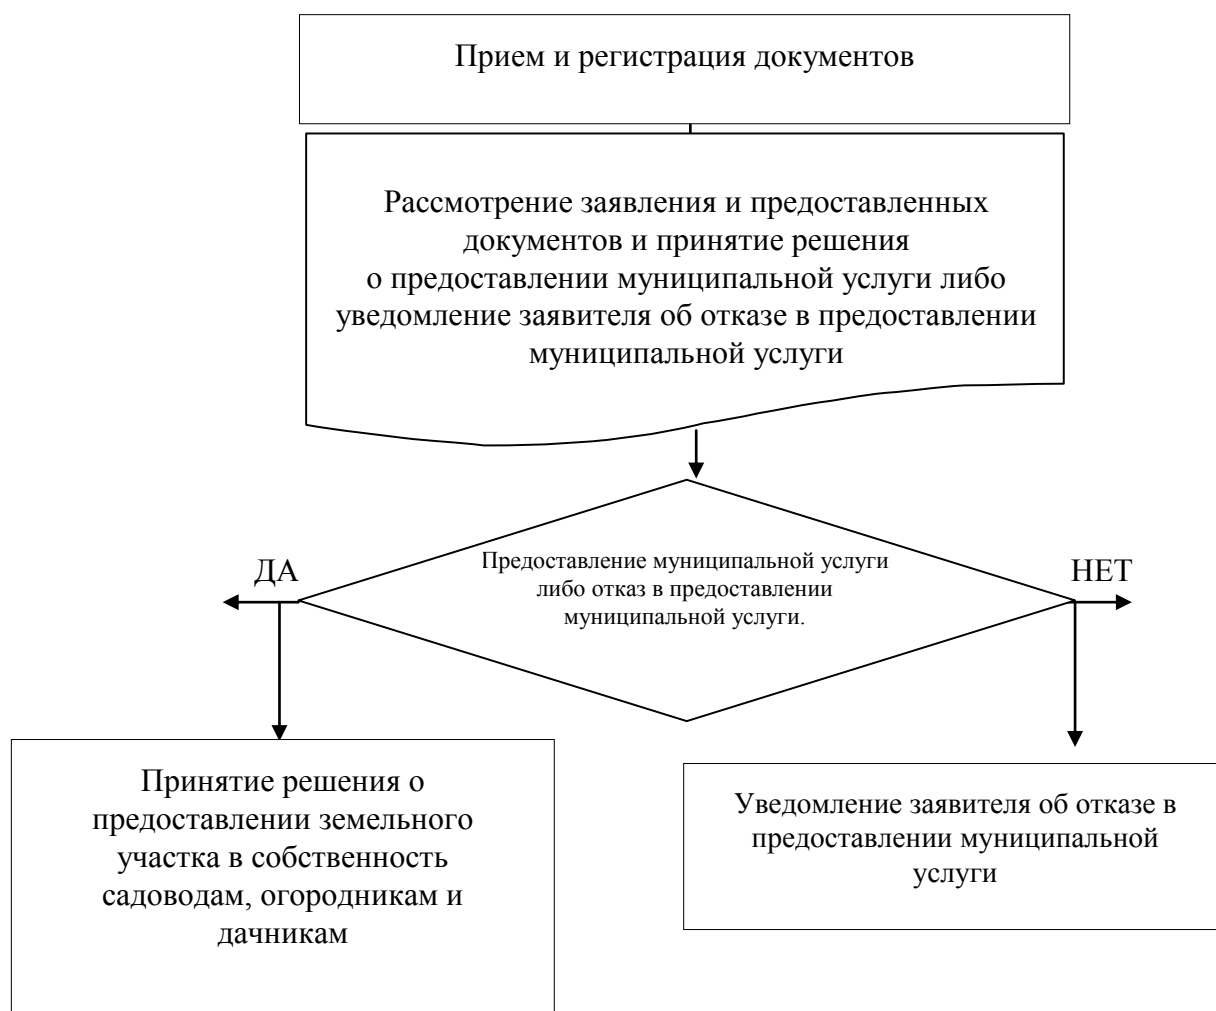 Прием и регистрация документов
Рассмотрение заявления и предоставленных
документов и принятие решения
о предоставлении муниципальной услуги либо
уведомление заявителя об отказе в предоставлении
муниципальной услуги
Предоставление муниципальной услуги
либо отказ в предоставлении
муниципальной услуги.
ДА
НЕТ
Принятие решения о
предоставлении земельного
участка в собственность
садоводам, огородникам и
дачникам
Уведомление заявителя об отказе в
предоставлении муниципальной
услуги